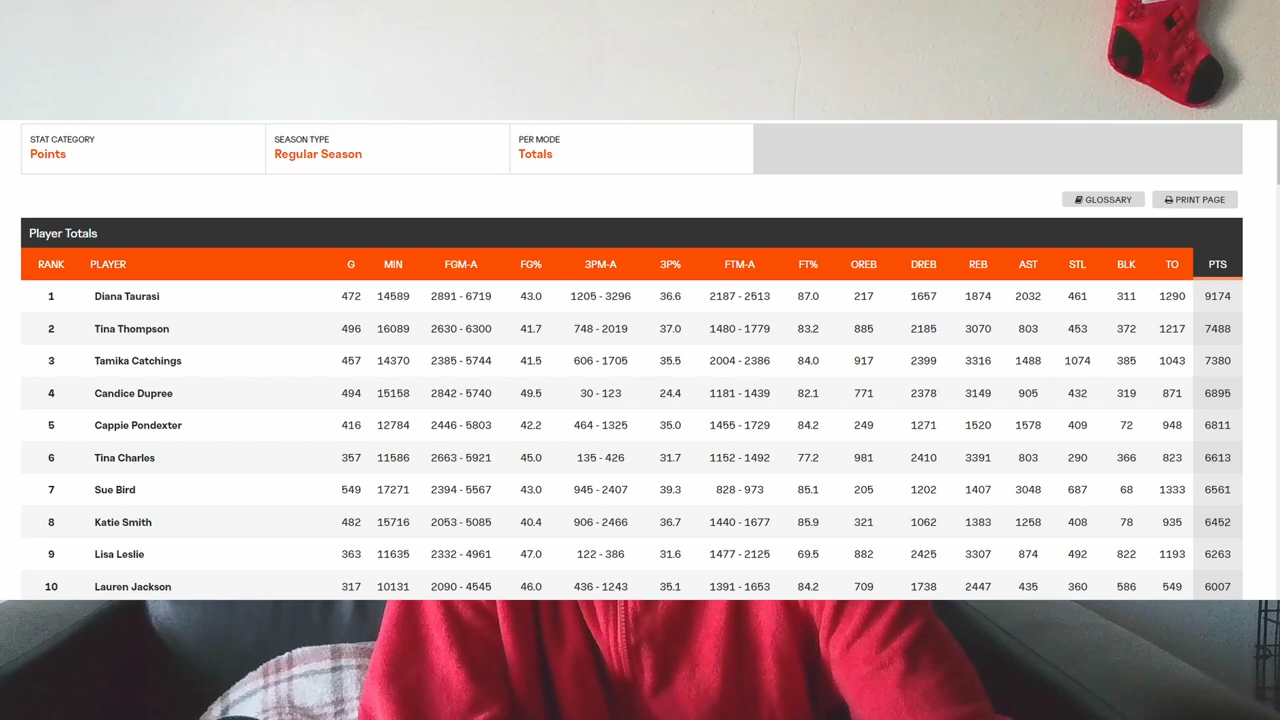 STAT CATEGORY SEASON TYPE PER MODE
Points Regular Season Totals
GLOSSARY PRINT PAGE
Player Totals
RANK PLAYER G MIN FGM-A FG% 3PM-A 3P% FTM-A FT% OREB DREB REB AST STL BLK TO PTS
1 Diana Taurasi 472 14589 2891 - 6719 43.0 1205 - 3296 36.6 2187 - 2513 87.0 217 1657 1874 2032 461 311 1290 9174
2 Tina Thompson 496 16089 2630 - 6300 41.7 748 - 2019 37.0 1480 - 1779 83.2 885 2185 3070 803 453 372 1217 7488
3 Tamika Catchings 457 14370 2385 - 5744 41.5 606 - 1705 35.5 2004 - 2386 84.0 917 2399 3316 1488 1074 385 1043 7380
4 Candice Dupree 494 15158 2842 - 5740 49.5 30 - 123 24.4 1181 - 1439 82.1 771 2378 3149 905 432 319 871 6895
5 Cappie Pondexter 416 12784 2446 - 5803 42.2 464 - 1325 35.0 1455 - 1729 84.2 249 1271 1520 1578 409 72 948 6811
6 Tina Charles 357 11586 2663 - 5921 45.0 135 - 426 31.7 1152 - 1492 77.2 981 2410 3391 803 290 366 823 6613
7 Sue Bird 549 17271 2394 - 5567 43.0 945 - 2407 39.3 828 - 973 85.1 205 1202 1407 3048 687 68 1333 6561
8 Katie Smith 482 15716 2053 - 5085 40.4 906 - 2466 36.7 1440 - 1677 85.9 321 1062 1383 1258 408 78 935 6452
9 Lisa Leslie 363 11635 2332 - 4961 47.0 122 - 386 31.6 1477 - 2125 69.5 882 2425 3307 874 492 822 1193 6263
10 Lauren Jackson 317 10131 2090 - 4545 46.0 436 - 1243 35.1 1391 - 1653 84.2 709 1738 2447 435 360 586 549 6007